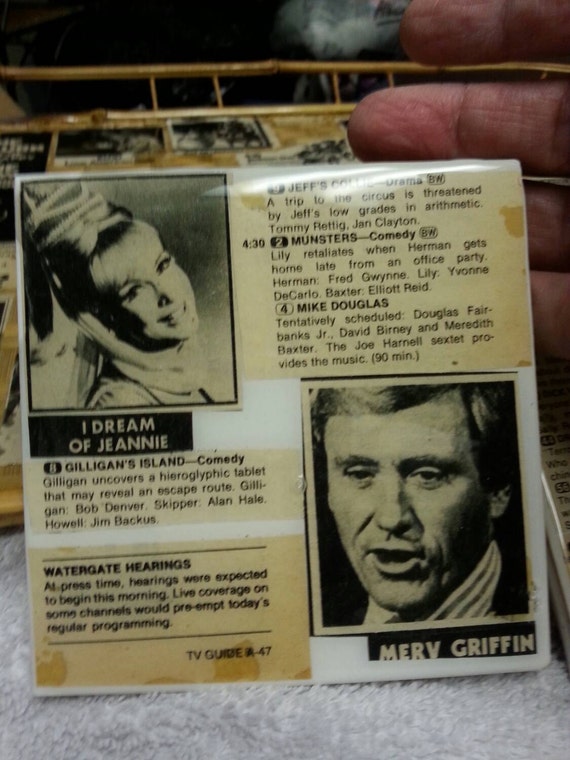 6 JEFF'S COLLIE—Drama BW
A trip to the circus is threatened
by Jeff's low grades in arithmetic.
Tommy Rettig, Jan Clayton.
4:30 2 MUNSTERS—Comedy BW
Lily retaliates when Herman gets
home late from an office party.
Herman: Fred Gwynne. Lily: Yvonne
DeCarlo. Baxter: Elliott Reid.
4 MIKE DOUGLAS
Tentatively scheduled: Douglas Fair-
banks Jr., David Birney and Meredith
Baxter. The Joe Harnell sextet pro-
vides the music. (90 min.)
I DREAM
OF JEANNIE
8 GILLIGAN'S ISLAND—Comedy
Gilligan uncovers a hieroglyphic tablet
that may reveal an escape route. Gilli-
gan: Bob Denver. Skipper: Alan Hale.
Howell: Jim Backus.
WATERGATE HEARINGS
At press time, hearings were expected
to begin this morning. Live coverage on
some channels would pre-empt today's
regular programming.
TV GUIDE A-47
MERV GRIFFIN